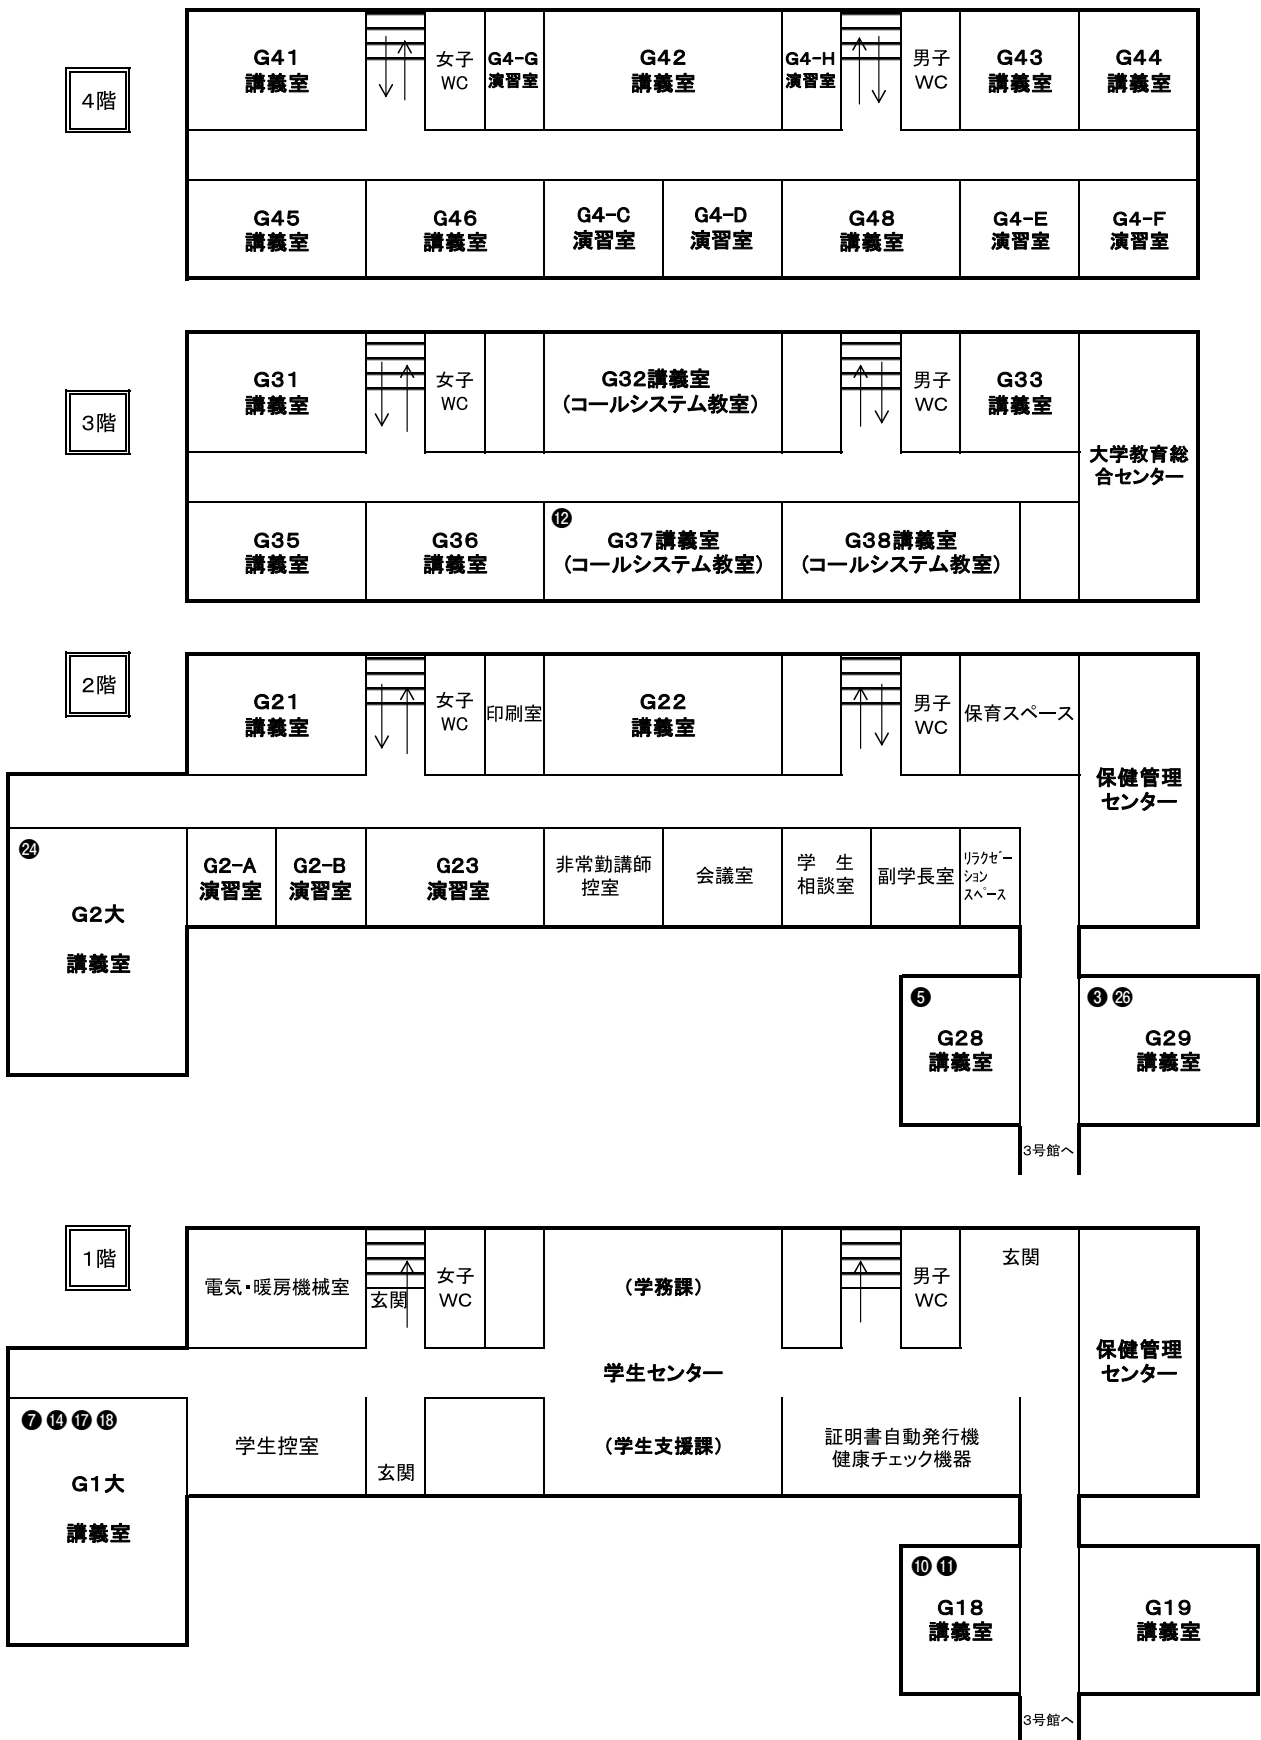 4階
G41
講義室
女子
WC
G4-G
演習室
G42
講義室
G4-H
演習室
男子
WC
G43
講義室
G44
講義室
G45
講義室
G46
講義室
G4-C
演習室
G4-D
演習室
G48
講義室
G4-E
演習室
G4-F
演習室
3階
G31
講義室
女子
WC
G32講義室
(コールシステム教室)
男子
WC
G33
講義室
大学教育総
合センター
G35
講義室
G36
講義室
⓬
G37講義室
(コールシステム教室)
G38講義室
(コールシステム教室)
2階
G21
講義室
女子
WC
印刷室
G22
講義室
男子
WC
保育スペース
保健管理
センター
㉔
G2大
講義室
G2-A
演習室
G2-B
演習室
G23
演習室
非常勤講師
控室
会議室
学 生
相談室
副学長室
ﾘﾗｸｾﾞｰ
ｼｮﾝ
ｽﾍﾟｰｽ
❺
G28
講義室
❸ ㉖
G29
講義室
3号館へ
1階
電気・暖房機械室
玄関
女子
WC
(学務課)
男子
WC
玄関
保健管理
センター
学生センター
❼ ⓮ ⓱ ⓲
G1大
講義室
学生控室
玄関
(学生支援課)
証明書自動発行機
健康チェック機器
❿ ⓫
G18
講義室
G19
講義室
3号館へ